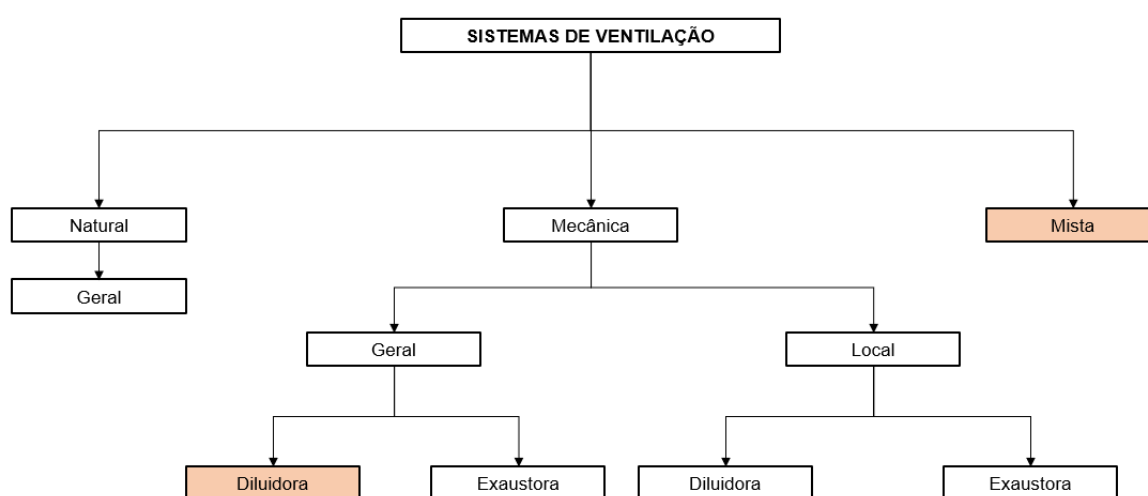 SISTEMAS DE VENTILAÇÃO
Natural
Mecânica
Mista
Geral
Geral
Local
Diluidora
Exaustora
Diluidora
Exaustora